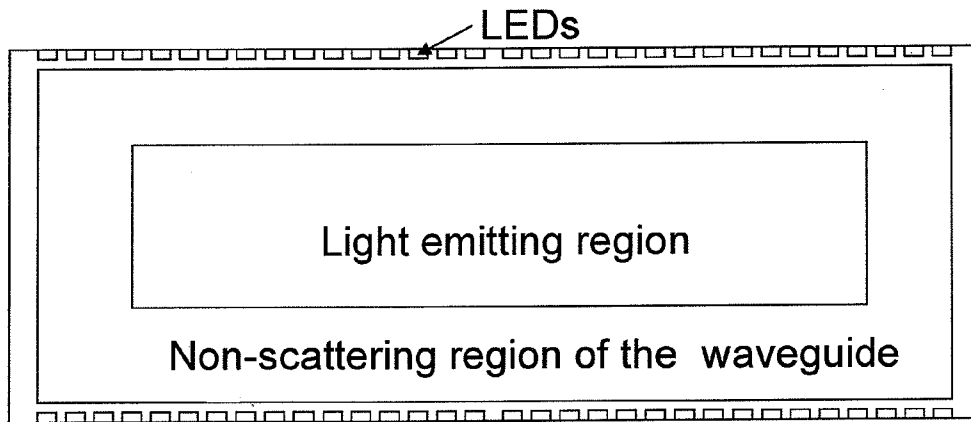 LEDs
Light emitting region
Non-scattering region of the waveguide